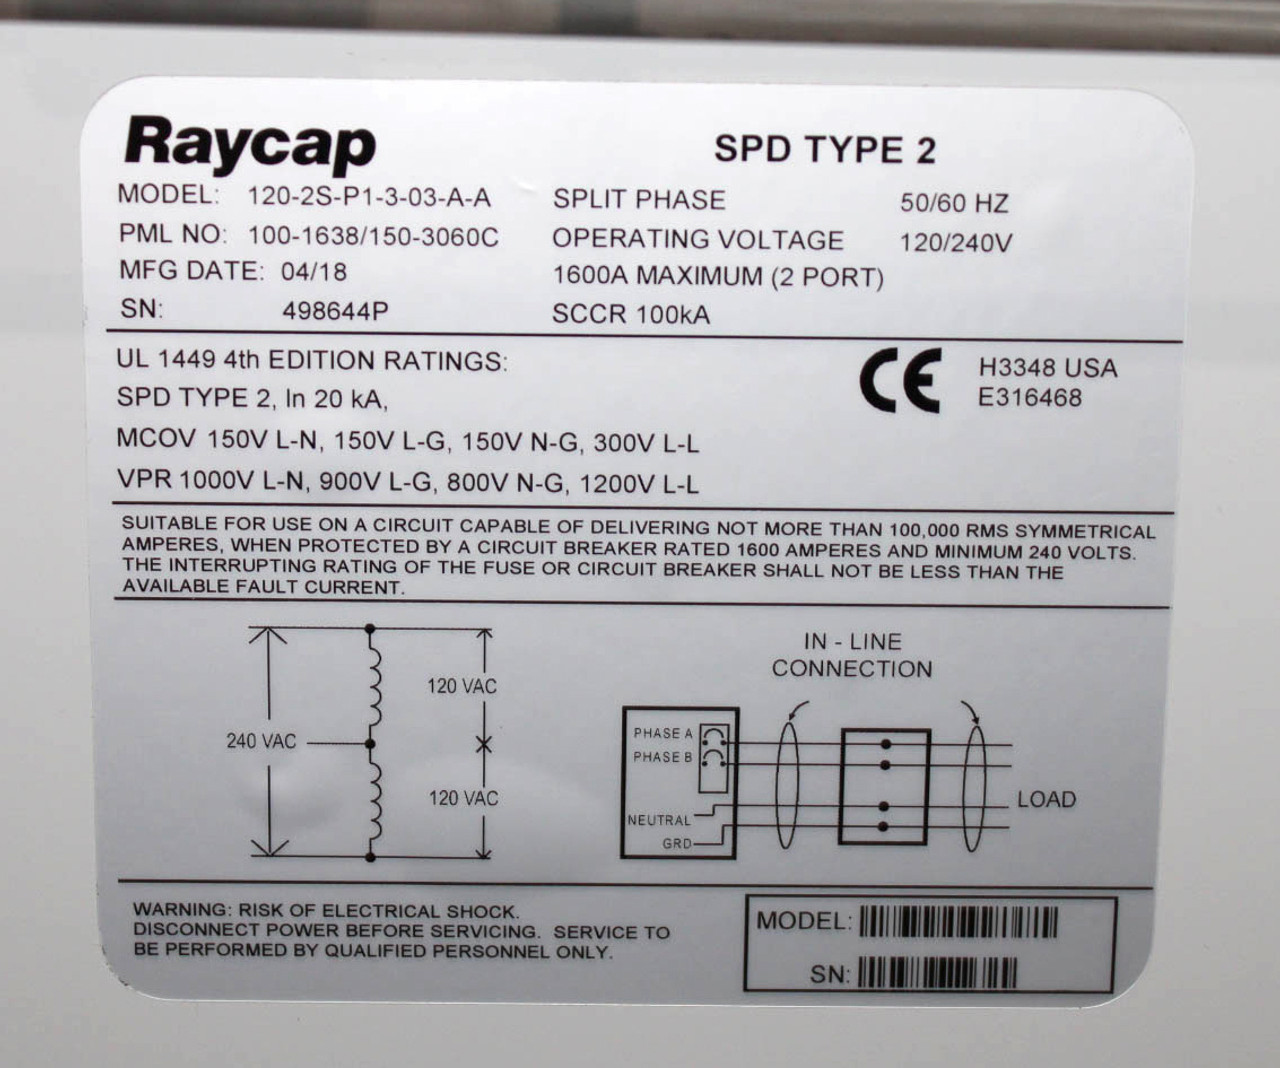 Raycap
SPD TYPE 2
MODEL: 120-2S-P1-3-03-A-A
SPLIT PHASE 50/60 HZ
PML NO: 100-1638/150-3060C
OPERATING VOLTAGE 120/240V
MFG DATE: 04/18
1600A MAXIMUM (2 PORT)
SN: 498644P
SCCR 100kA
UL 1449 4th EDITION RATINGS:
SPD TYPE 2, In 20 kA,
MCOV 150V L-N, 150V L-G, 150V N-G, 300V L-L
VPR 1000V L-N, 900V L-G, 800V N-G, 1200V L-L
CE
H3348 USA
E316468
SUITABLE FOR USE ON A CIRCUIT CAPABLE OF DELIVERING NOT MORE THAN 100,000 RMS SYMMETRICAL
AMPERES, WHEN PROTECTED BY A CIRCUIT BREAKER RATED 1600 AMPERES AND MINIMUM 240 VOLTS.
THE INTERRUPTING RATING OF THE FUSE OR CIRCUIT BREAKER SHALL NOT BE LESS THAN THE
AVAILABLE FAULT CURRENT.
240 VAC
120 VAC
120 VAC
IN - LINE
CONNECTION
PHASE A
PHASE B
NEUTRAL
GRD
LOAD
WARNING: RISK OF ELECTRICAL SHOCK.
DISCONNECT POWER BEFORE SERVICING. SERVICE TO
BE PERFORMED BY QUALIFIED PERSONNEL ONLY.
MODEL:
SN: